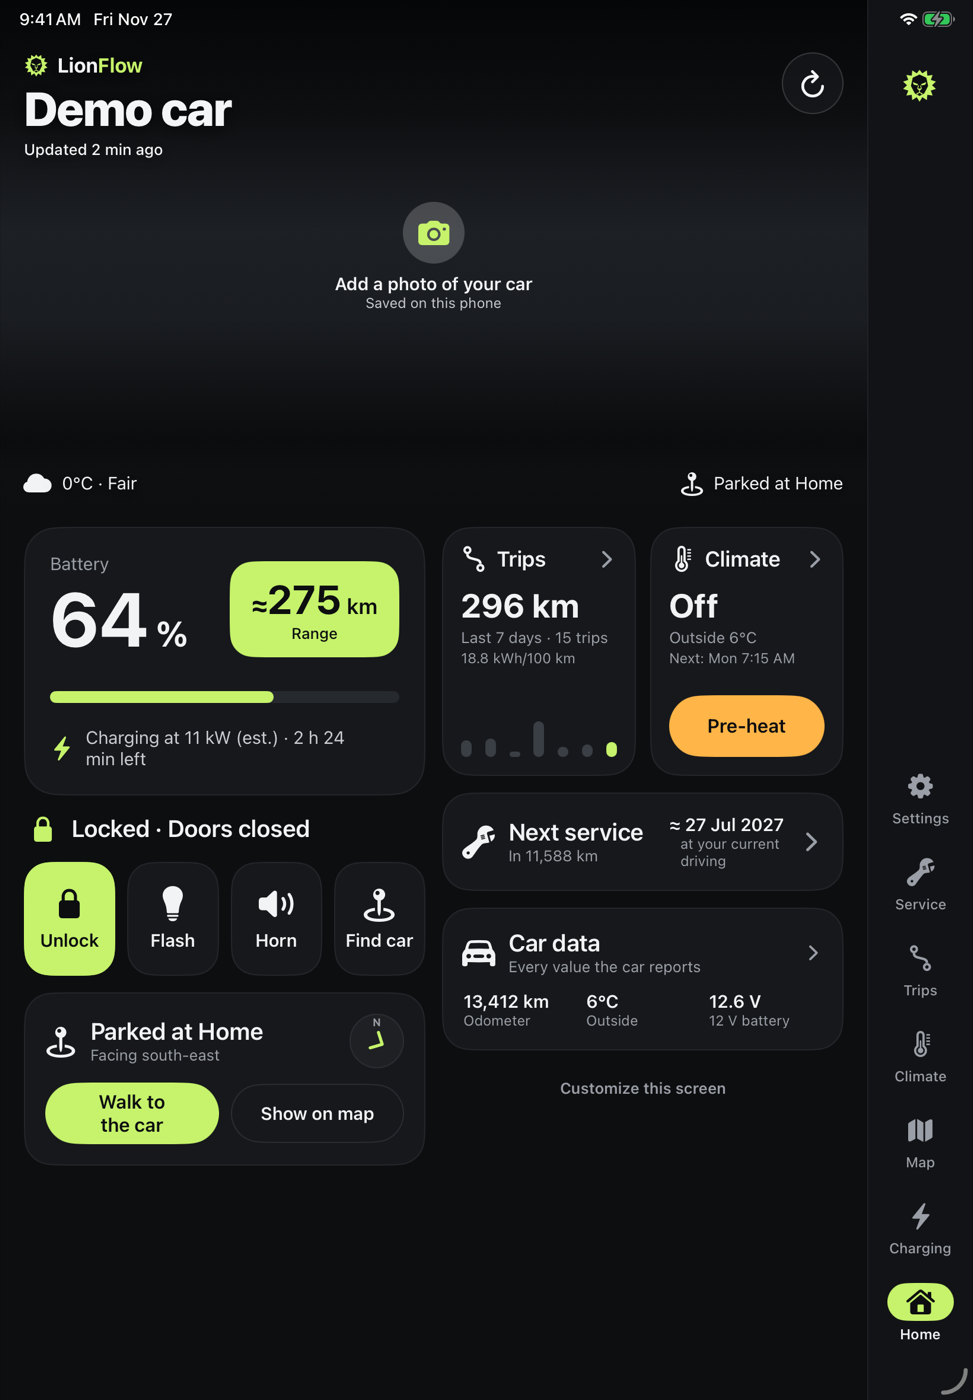 9:41 AM Fri Nov 27
LionFlow
Demo car
Updated 2 min ago
Add a photo of your car
Saved on this phone
0°C · Fair
Parked at Home
Battery
64 %
≈275 km
Range
Charging at 11 kW (est.) · 2 h 24
min left
Locked · Doors closed
Unlock
Flash
Horn
Find car
Parked at Home
Facing south-east
N
Walk to
the car
Show on map
Trips
296 km
Last 7 days · 15 trips
18.8 kWh/100 km
Climate
Off
Outside 6°C
Next: Mon 7:15 AM
Pre-heat
Next service
In 11,588 km
≈ 27 Jul 2027
at your current
driving
Car data
Every value the car reports
13,412 km
Odometer
6°C
Outside
12.6 V
12 V battery
Customize this screen
Settings
Service
Trips
Climate
Map
Charging
Home